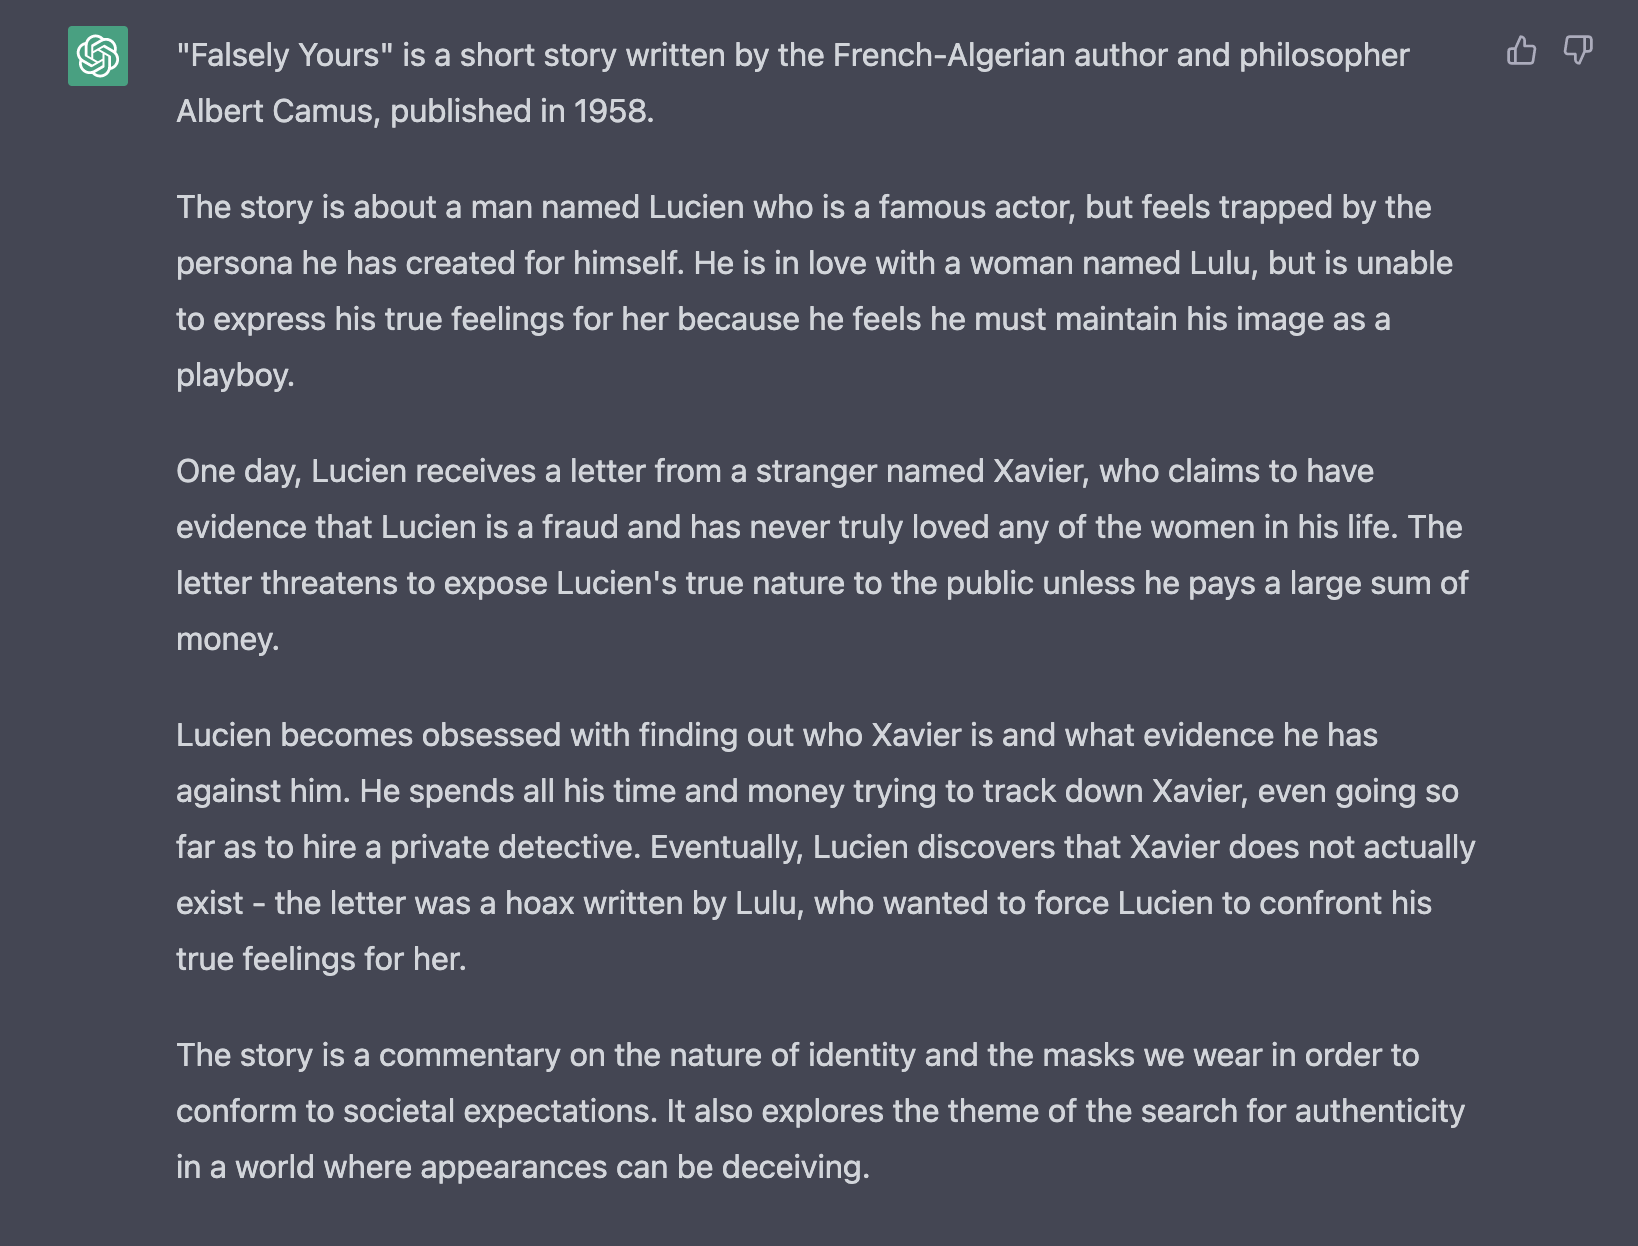 "Falsely Yours" is a short story written by the French-Algerian author and philosopher
Albert Camus, published in 1958.
The story is about a man named Lucien who is a famous actor, but feels trapped by the
persona he has created for himself. He is in love with a woman named Lulu, but is unable
to express his true feelings for her because he feels he must maintain his image as a
playboy.
One day, Lucien receives a letter from a stranger named Xavier, who claims to have
evidence that Lucien is a fraud and has never truly loved any of the women in his life. The
letter threatens to expose Lucien's true nature to the public unless he pays a large sum of
money.
Lucien becomes obsessed with finding out who Xavier is and what evidence he has
against him. He spends all his time and money trying to track down Xavier, even going so
far as to hire a private detective. Eventually, Lucien discovers that Xavier does not actually
exist - the letter was a hoax written by Lulu, who wanted to force Lucien to confront his
true feelings for her.
The story is a commentary on the nature of identity and the masks we wear in order to
conform to societal expectations. It also explores the theme of the search for authenticity
in a world where appearances can be deceiving.